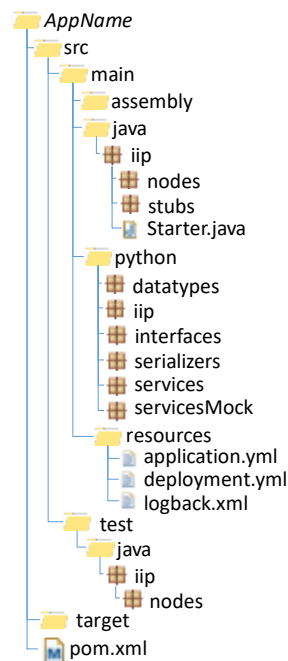 AppName
src
main
assembly
java
iip
nodes
stubs
Starter.java
python
datatypes
iip
interfaces
serializers
services
servicesMock
resources
application.yml
deployment.yml
logback.xml
test
java
iip
nodes
target
pom.xml